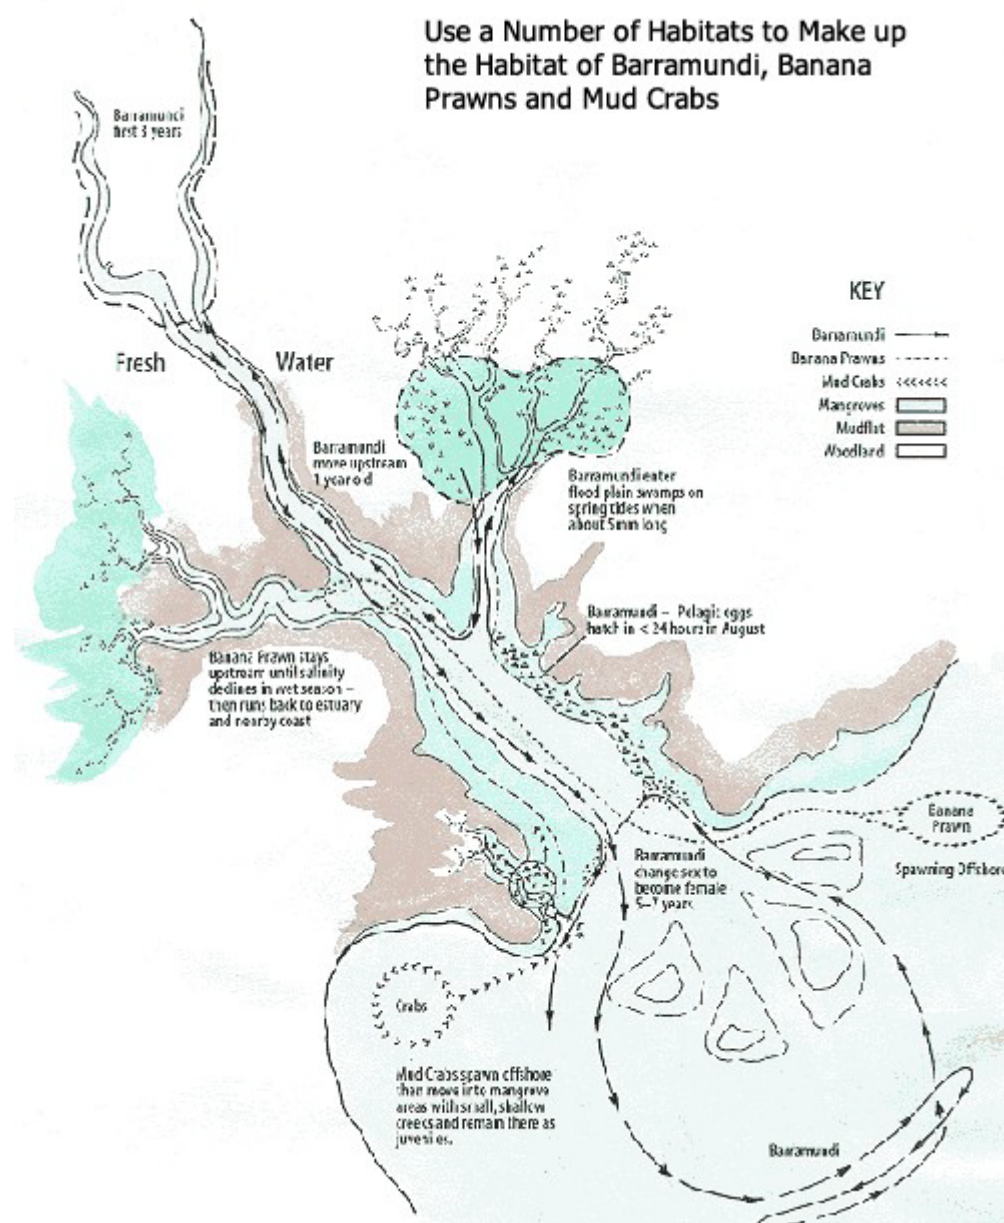 Use a Number of Habitats to Make up
the Habitat of Barramundi, Banana
Prawns and Mud Crabs
Barramundi
first 3 years
KEY
Barramundi
Banana Prawns
Mud Crabs
Mangroves
Mudflat
Woodland
Fresh Water
Barramundi
move upstream
1 year old
Barramundi enter
flood plain swamps on
spring tides when
about 5mm long
Barramundi – Pelagic eggs
hatch in < 24 hours in August
Banana Prawn stays
upstream until salinity
declines in wet season –
then runs back to estuary
and nearby coast
Banana
Prawn
Spawning Offshore
Barramundi
change sex to
become female
5–7 years
Crabs
Mud Crabs spawn offshore
then move into mangrove
areas with small, shallow
creeks and remain there as
juveniles.
Barramundi